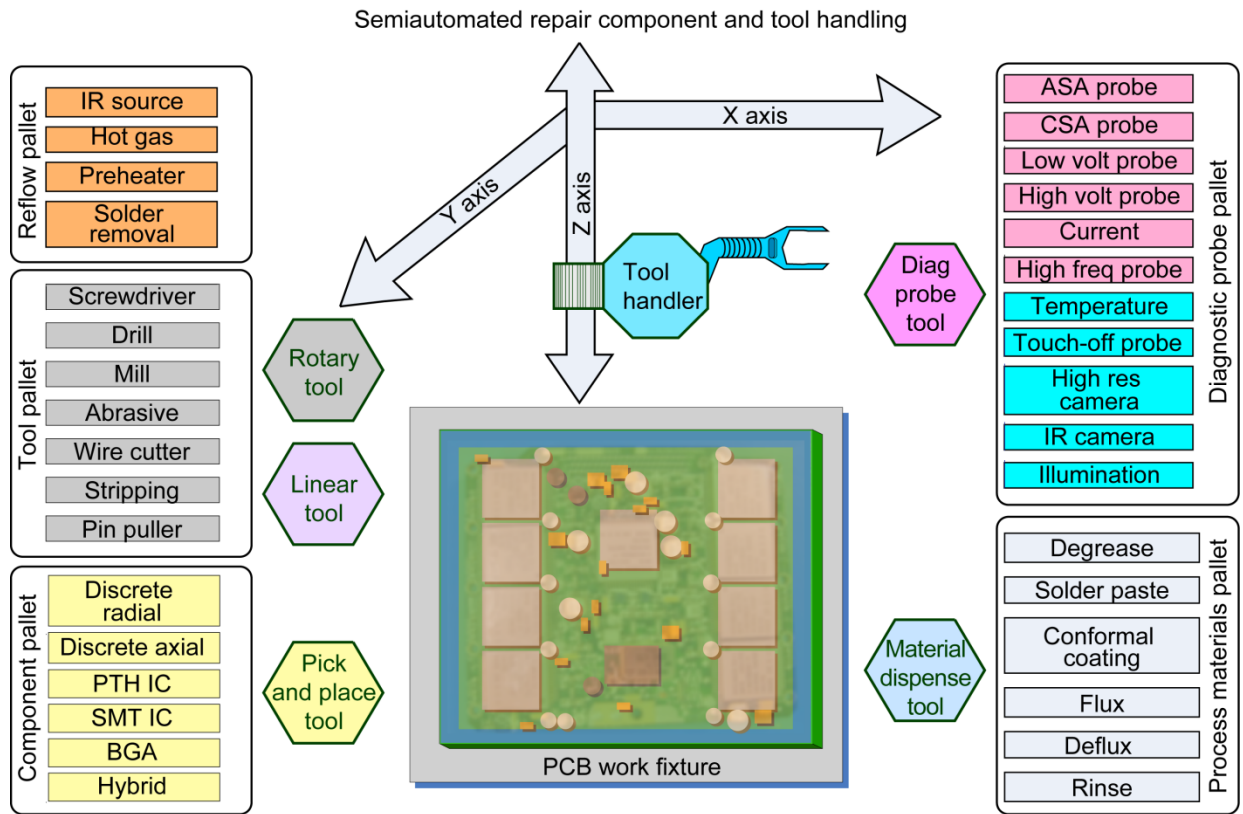 Semiautomated repair component and tool handling
Reflow pallet
IR source
Hot gas
Preheater
Solder
removal
Tool pallet
Screwdriver
Drill
Mill
Abrasive
Wire cutter
Stripping
Pin puller
Component pallet
Discrete
radial
Discrete axial
PTH IC
SMT IC
BGA
Hybrid
X axis
Y axis
Z axis
Tool
handler
Rotary
tool
Linear
tool
Pick
and place
tool
Diag
probe
tool
Material
dispense
tool
PCB work fixture
Diagnostic probe pallet
ASA probe
CSA probe
Low volt probe
High volt probe
Current
High freq probe
Temperature
Touch-off probe
High res
camera
IR camera
Illumination
Process materials pallet
Degrease
Solder paste
Conformal
coating
Flux
Deflux
Rinse